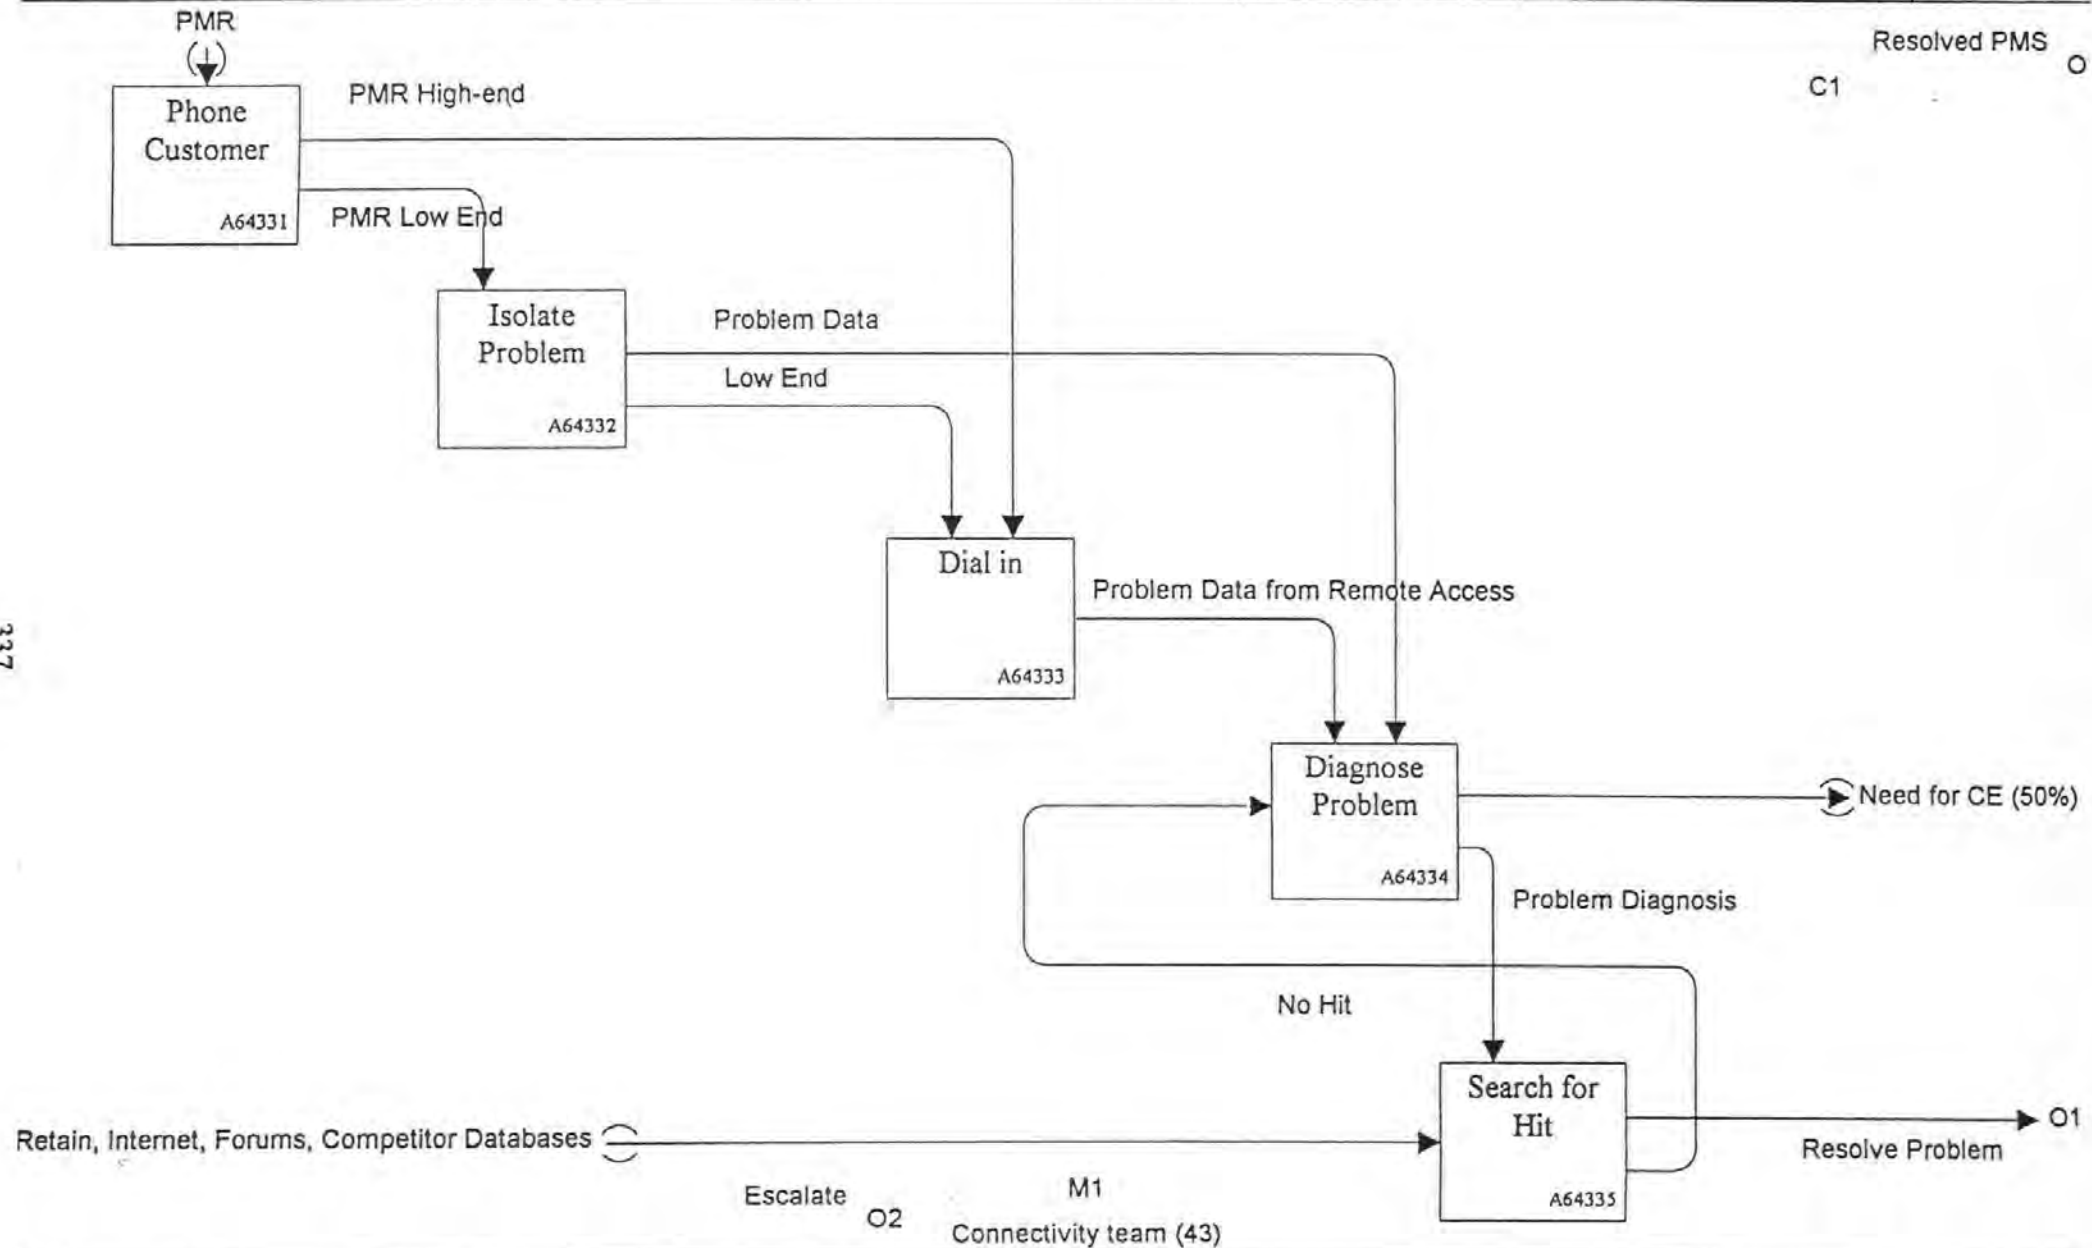 PMR
Resolved PMS
O
C1
Phone
Customer
A64331
PMR High-end
PMR Low End
Isolate
Problem
A64332
Problem Data
Low End
Dial in
A64333
Problem Data from Remote Access
337
Diagnose
Problem
A64334
Need for CE (50%)
Problem Diagnosis
No Hit
Search for
Hit
A64335
O1
Resolve Problem
Retain, Internet, Forums, Competitor Databases
Escalate
O2
M1
Connectivity team (43)